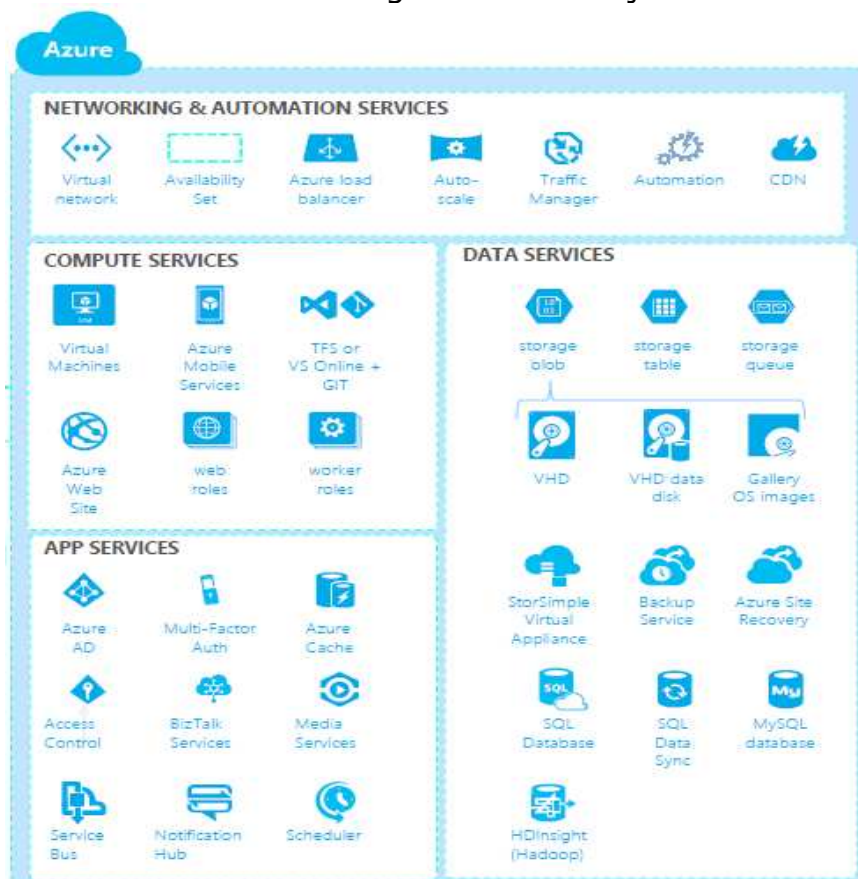 Azure
NETWORKING & AUTOMATION SERVICES
Virtual
network
Availability
Set
Azure load
balancer
Auto-
scale
Traffic
Manager
Automation
CDN
COMPUTE SERVICES
Virtual
Machines
Azure
Mobile
Services
TFS or
VS Online +
GIT
Azure
Web
Site
web
roles
worker
roles
APP SERVICES
Azure
AD
Multi-Factor
Auth
Azure
Cache
Access
Control
BizTalk
Services
Media
Services
Service
Bus
Notification
Hub
Scheduler
DATA SERVICES
storage
blob
storage
table
storage
queue
VHD
VHD data
disk
Gallery
OS images
StorSimple
Virtual
Appliance
Backup
Service
Azure Site
Recovery
SQL
SQL
Database
SQL
Data
Sync
My
MySQL
database
HDInsight
(Hadoop)